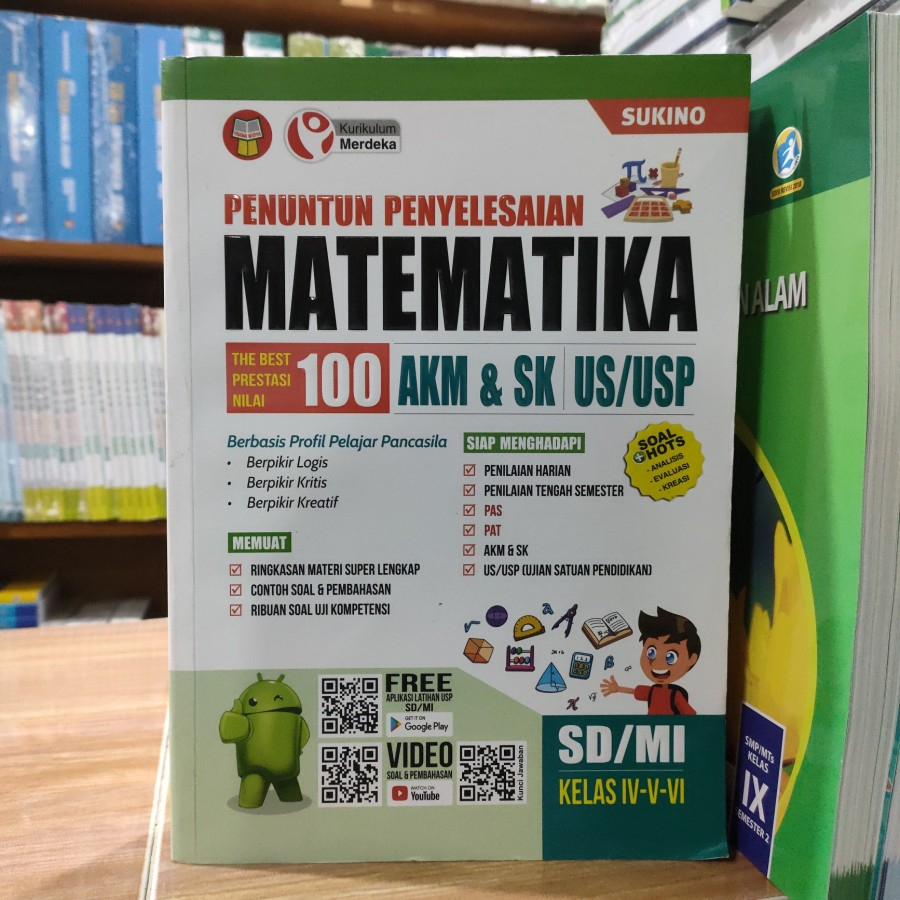 SUKINO
Kurikulum
Merdeka
PENUNTUN PENYELESAIAN
MATEMATIKA
THE BEST
PRESTASI
NILAI
100
AKM & SK
US/USP
Berbasis Profil Pelajar Pancasila
• Berpikir Logis
• Berpikir Kritis
• Berpikir Kreatif
SIAP MENGHADAPI
PENILAIAN HARIAN
PENILAIAN TENGAH SEMESTER
PAS
PAT
AKM & SK
US/USP (UJIAN SATUAN PENDIDIKAN)
SOAL
+HOTS
- ANALISIS
- EVALUASI
- KREASI
MEMUAT
RINGKASAN MATERI SUPER LENGKAP
CONTOH SOAL & PEMBAHASAN
RIBUAN SOAL UJI KOMPETENSI
FREE
APLIKASI LATIHAN USP
SD/MI
GET IT ON
Google Play
VIDEO
SOAL & PEMBAHASAN
WATCH ON
YouTube
Kunci Jawaban
SD/MI
KELAS IV-V-VI
N ALAM
SMP/MTs
KELAS
IX
SEMESTER 2